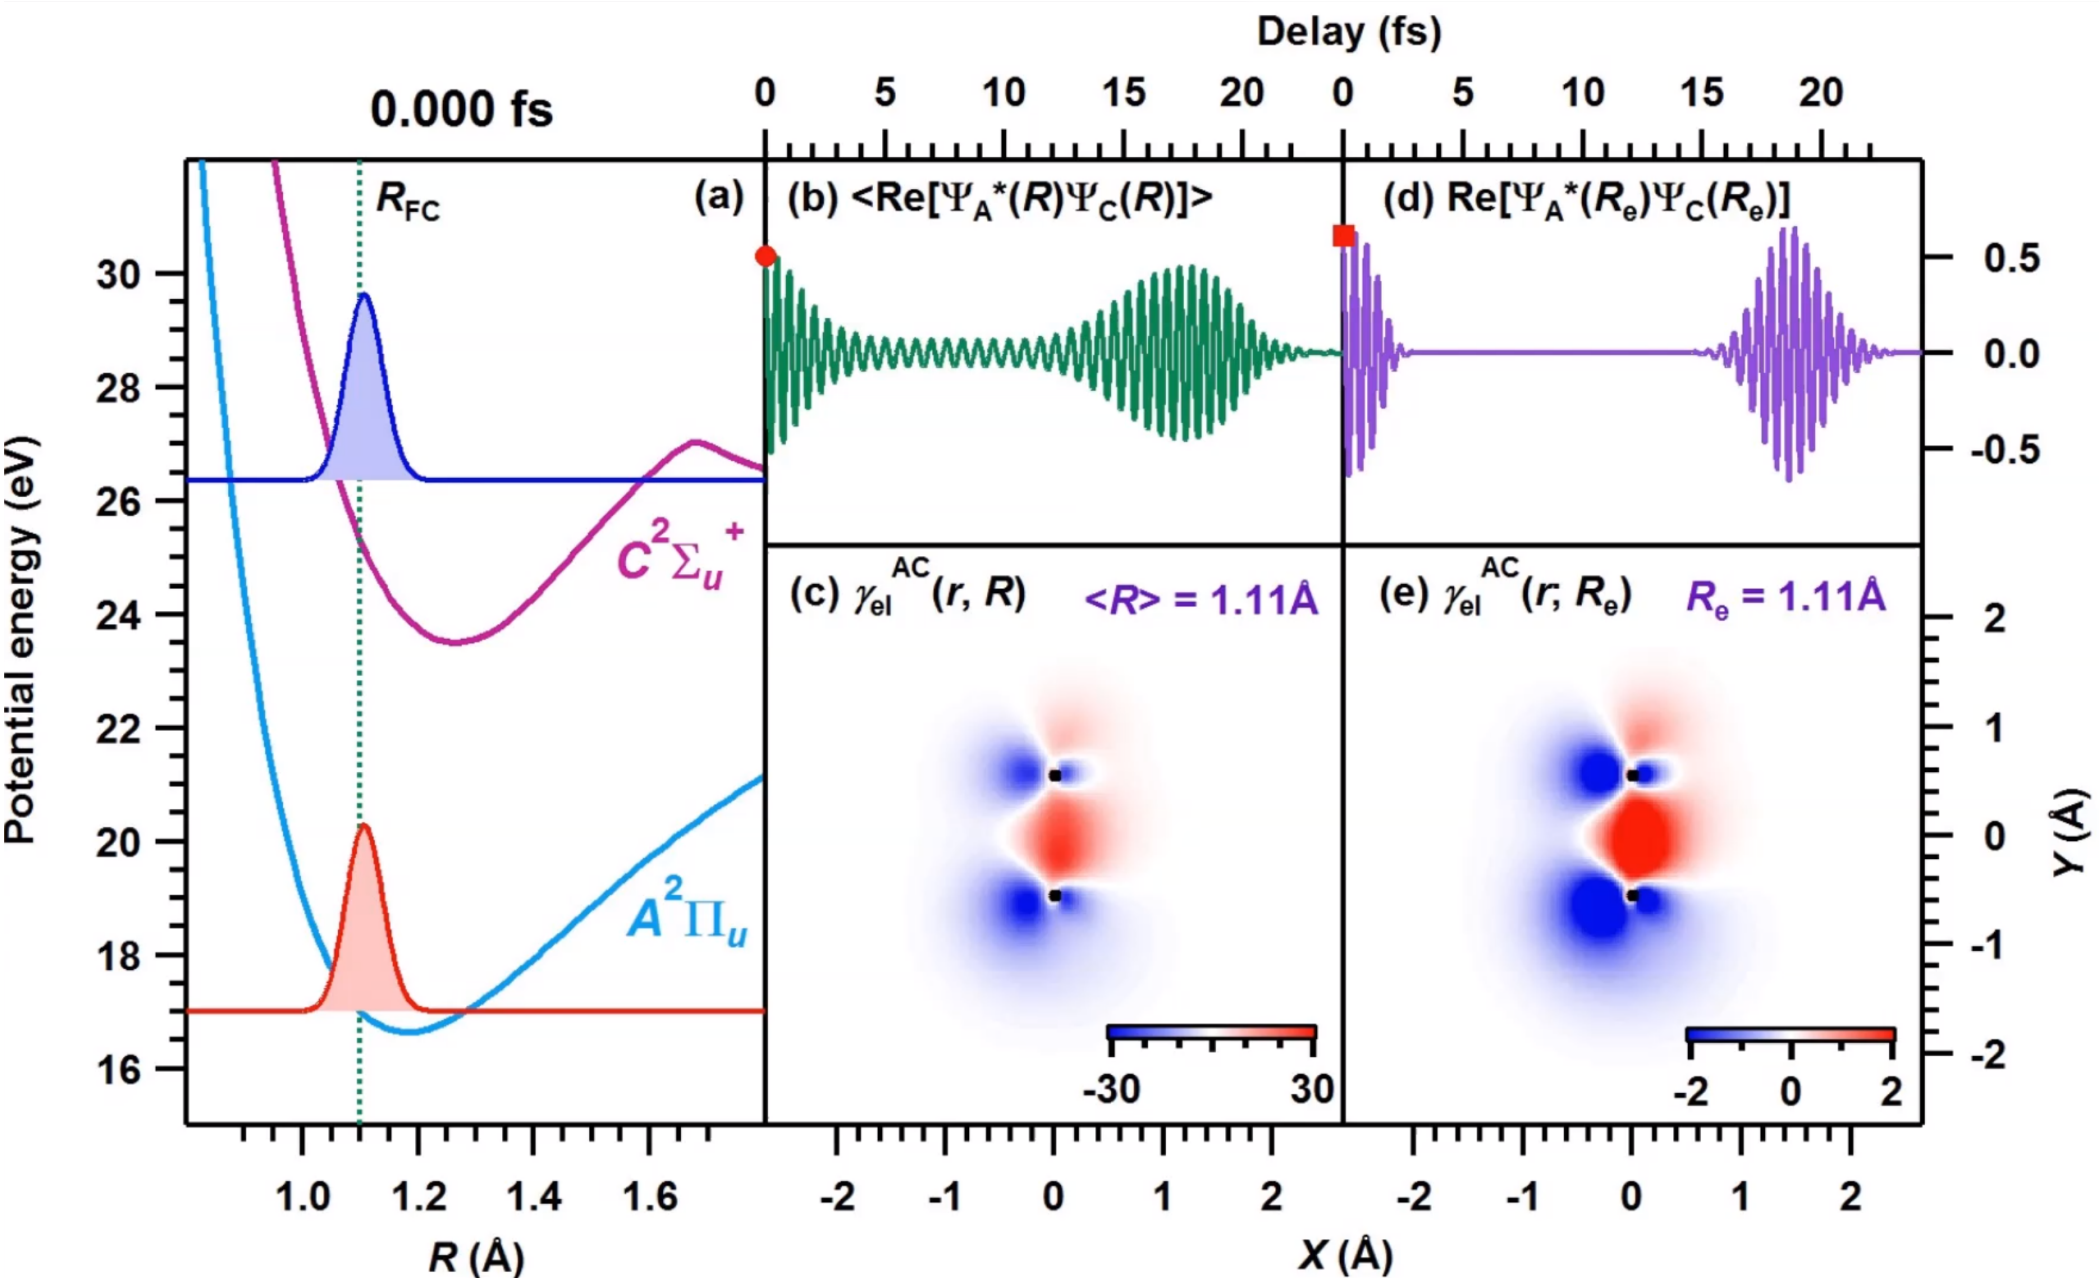 Delay (fs)
0 5 10 15 20 0 5 10 15 20
0.000 fs
R_FC (a)
(b) <Re[Ψ_A*(R)Ψ_C(R)]>
(d) Re[Ψ_A*(R_e)Ψ_C(R_e)]
0.5
0.0
-0.5
Potential energy (eV)
30
28
26
24
22
20
18
16
C²Σ_u⁺
A²Π_u
(c) γ_el^AC(r, R) <R> = 1.11Å
(e) γ_el^AC(r; R_e) R_e = 1.11Å
2
1
0
-1
-2
Y (Å)
-30 30
-2 0 2
1.0 1.2 1.4 1.6
-2 -1 0 1 2
-2 -1 0 1 2
R (Å)
X (Å)